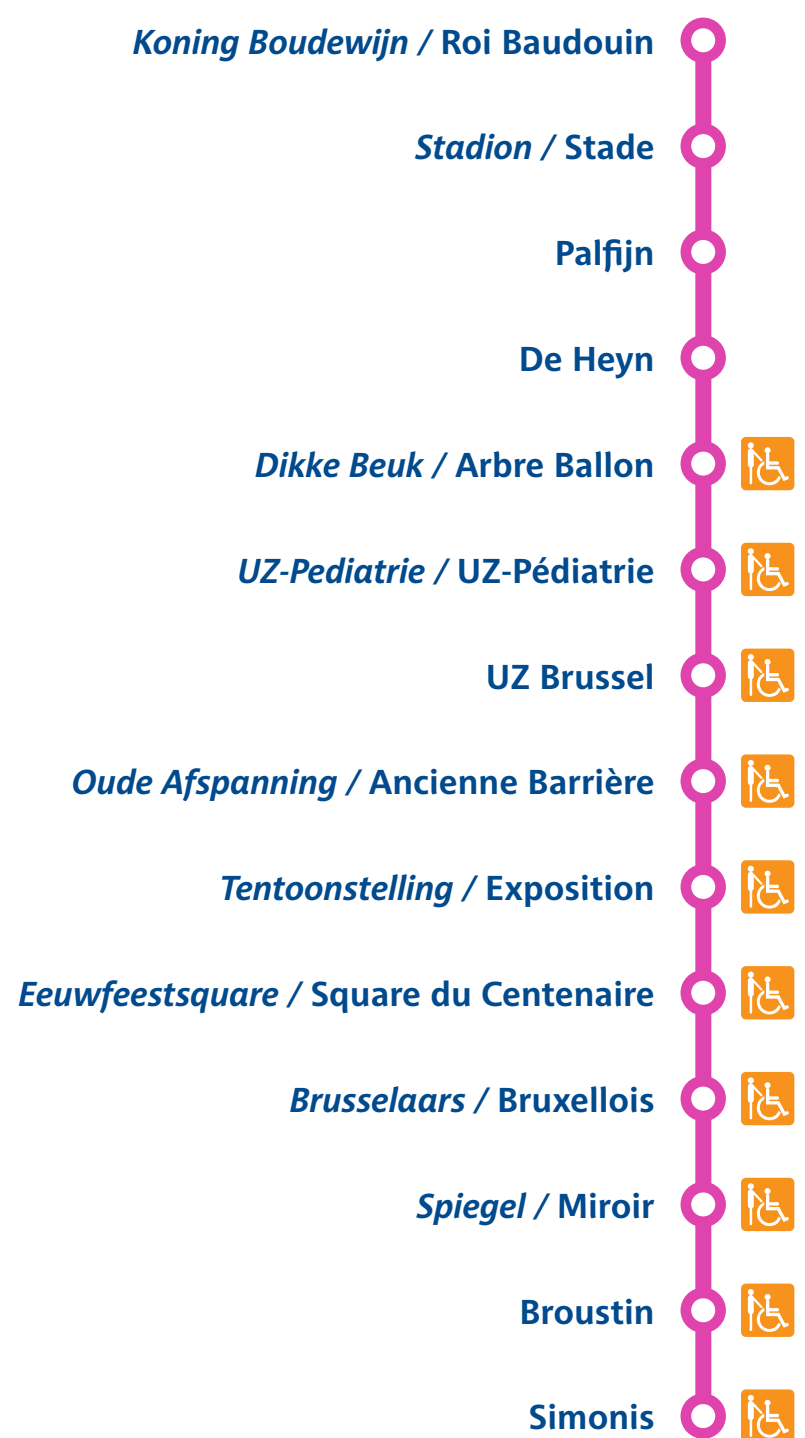 Koning Boudewijn / Roi Baudouin
Stadion / Stade
Palfijn
De Heyn
Dikke Beuk / Arbre Ballon
UZ-Pediatrie / UZ-Pédiatrie
UZ Brussel
Oude Afspanning / Ancienne Barrière
Tentoonstelling / Exposition
Eeuwfeestsquare / Square du Centenaire
Brusselaars / Bruxellois
Spiegel / Miroir
Broustin
Simonis